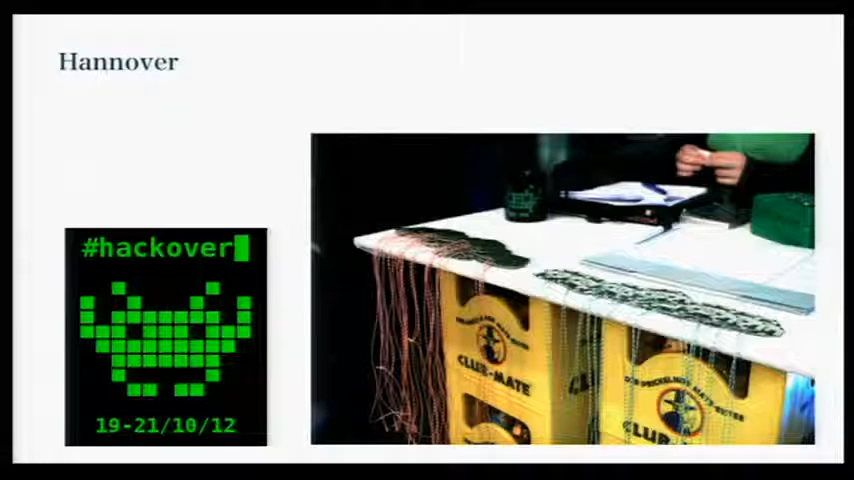 Hannover
#hackover
19-21/10/12
CLUB-MATE
CLUB-MATE